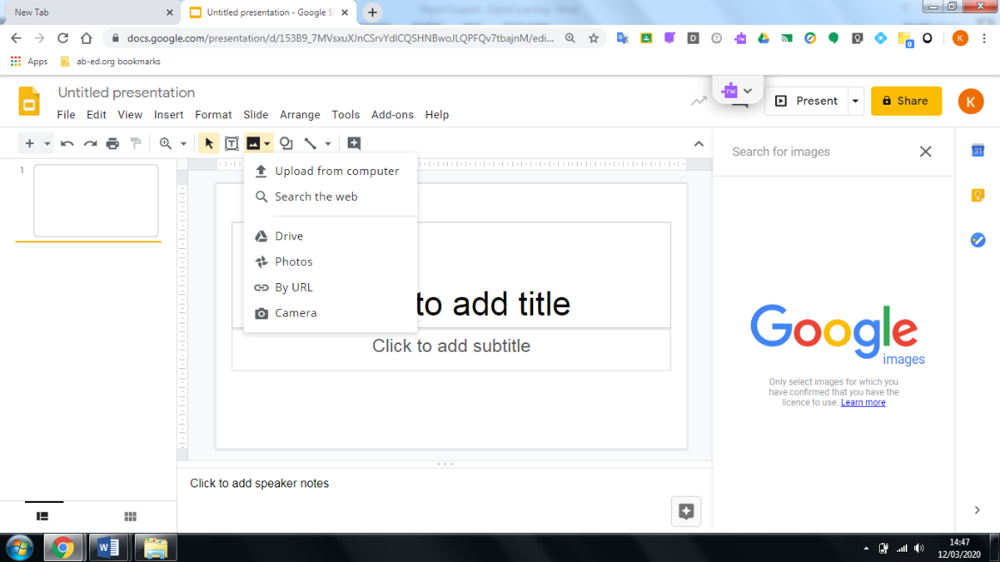 New Tab
Untitled presentation - Google Sl
docs.google.com/presentation/d/153B9_7MVsxuXJnCSrvYdlCQSHNBwoJLQPFQv7tbajnM/edi...
Apps
ab-ed.org bookmarks
Untitled presentation
File Edit View Insert Format Slide Arrange Tools Add-ons Help
rw
Present
Share
K
Search for images
31
1
Upload from computer
Search the web
Drive
Photos
By URL
Camera
to add title
Click to add subtitle
Google
images
Only select images for which you
have confirmed that you have the
licence to use. Learn more
Click to add speaker notes
14:47
12/03/2020